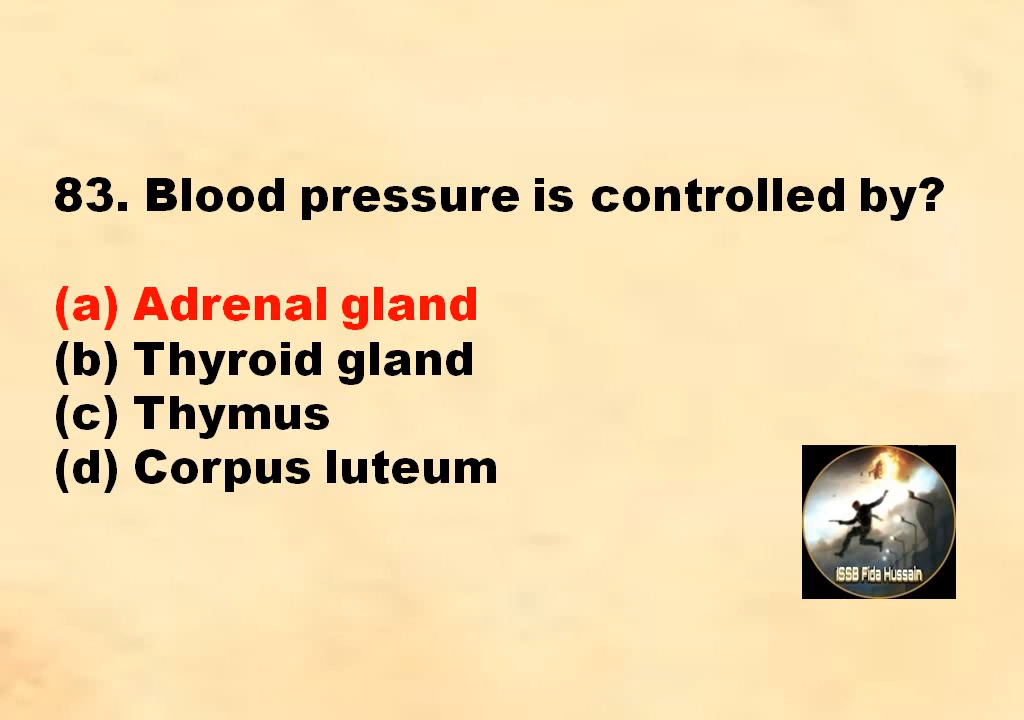 83. Blood pressure is controlled by?
(a) Adrenal gland
(b) Thyroid gland
(c) Thymus
(d) Corpus luteum
ISSB Fida Hussain